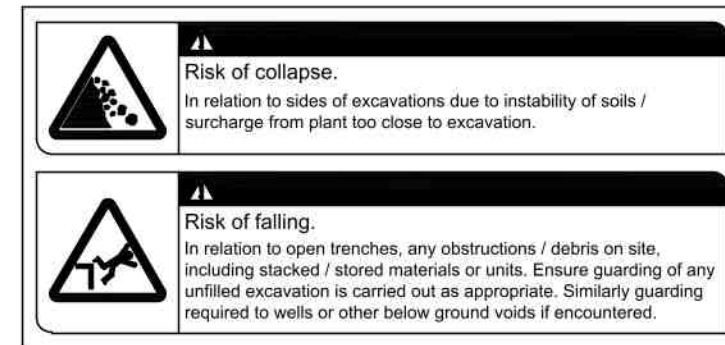 Risk of collapse.
In relation to sides of excavations due to instability of soils /
surcharge from plant too close to excavation.
Risk of falling.
In relation to open trenches, any obstructions / debris on site,
including stacked / stored materials or units. Ensure guarding of any
unfilled excavation is carried out as appropriate. Similarly guarding
required to wells or other below ground voids if encountered.